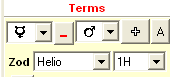 Terms
☿ – ♂ + A
Zod Helio 1H